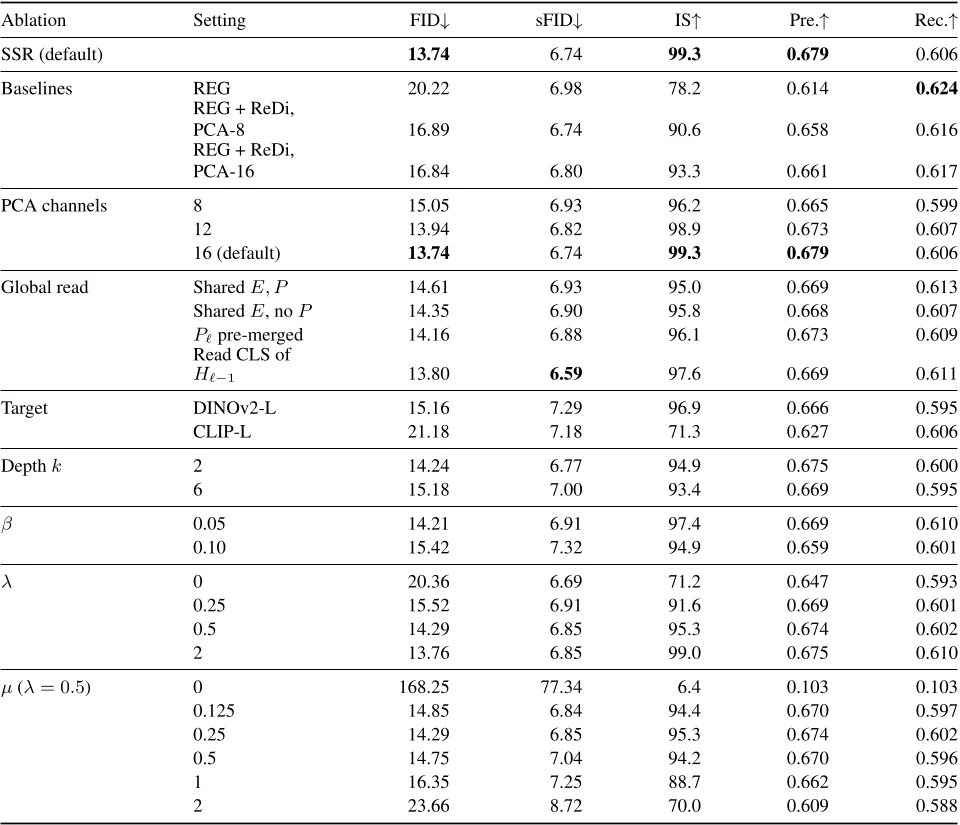 Ablation Setting FID↓ sFID↓ IS↑ Pre.↑ Rec.↑
SSR (default) 13.74 6.74 99.3 0.679 0.606
Baselines REG 20.22 6.98 78.2 0.614 0.624
REG + ReDi,
PCA-8 16.89 6.74 90.6 0.658 0.616
REG + ReDi,
PCA-16 16.84 6.80 93.3 0.661 0.617
PCA channels 8 15.05 6.93 96.2 0.665 0.599
12 13.94 6.82 98.9 0.673 0.607
16 (default) 13.74 6.74 99.3 0.679 0.606
Global read Shared E, P 14.61 6.93 95.0 0.669 0.613
Shared E, no P 14.35 6.90 95.8 0.668 0.607
Pℓ pre-merged 14.16 6.88 96.1 0.673 0.609
Read CLS of
Hℓ−1 13.80 6.59 97.6 0.669 0.611
Target DINOv2-L 15.16 7.29 96.9 0.666 0.595
CLIP-L 21.18 7.18 71.3 0.627 0.606
Depth k 2 14.24 6.77 94.9 0.675 0.600
6 15.18 7.00 93.4 0.669 0.595
β 0.05 14.21 6.91 97.4 0.669 0.610
0.10 15.42 7.32 94.9 0.659 0.601
λ 0 20.36 6.69 71.2 0.647 0.593
0.25 15.52 6.91 91.6 0.669 0.601
0.5 14.29 6.85 95.3 0.674 0.602
2 13.76 6.85 99.0 0.675 0.610
μ (λ = 0.5) 0 168.25 77.34 6.4 0.103 0.103
0.125 14.85 6.84 94.4 0.670 0.597
0.25 14.29 6.85 95.3 0.674 0.602
0.5 14.75 7.04 94.2 0.670 0.596
1 16.35 7.25 88.7 0.662 0.595
2 23.66 8.72 70.0 0.609 0.588